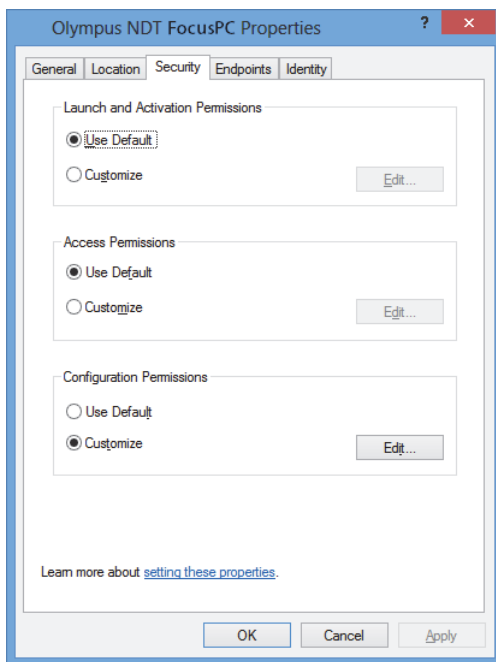 Olympus NDT FocusPC Properties ? ×
General Location Security Endpoints Identity
Launch and Activation Permissions
Use Default
Customize Edit...
Access Permissions
Use Default
Customize Edit...
Configuration Permissions
Use Default
Customize Edit...
Learn more about setting these properties.
OK Cancel Apply